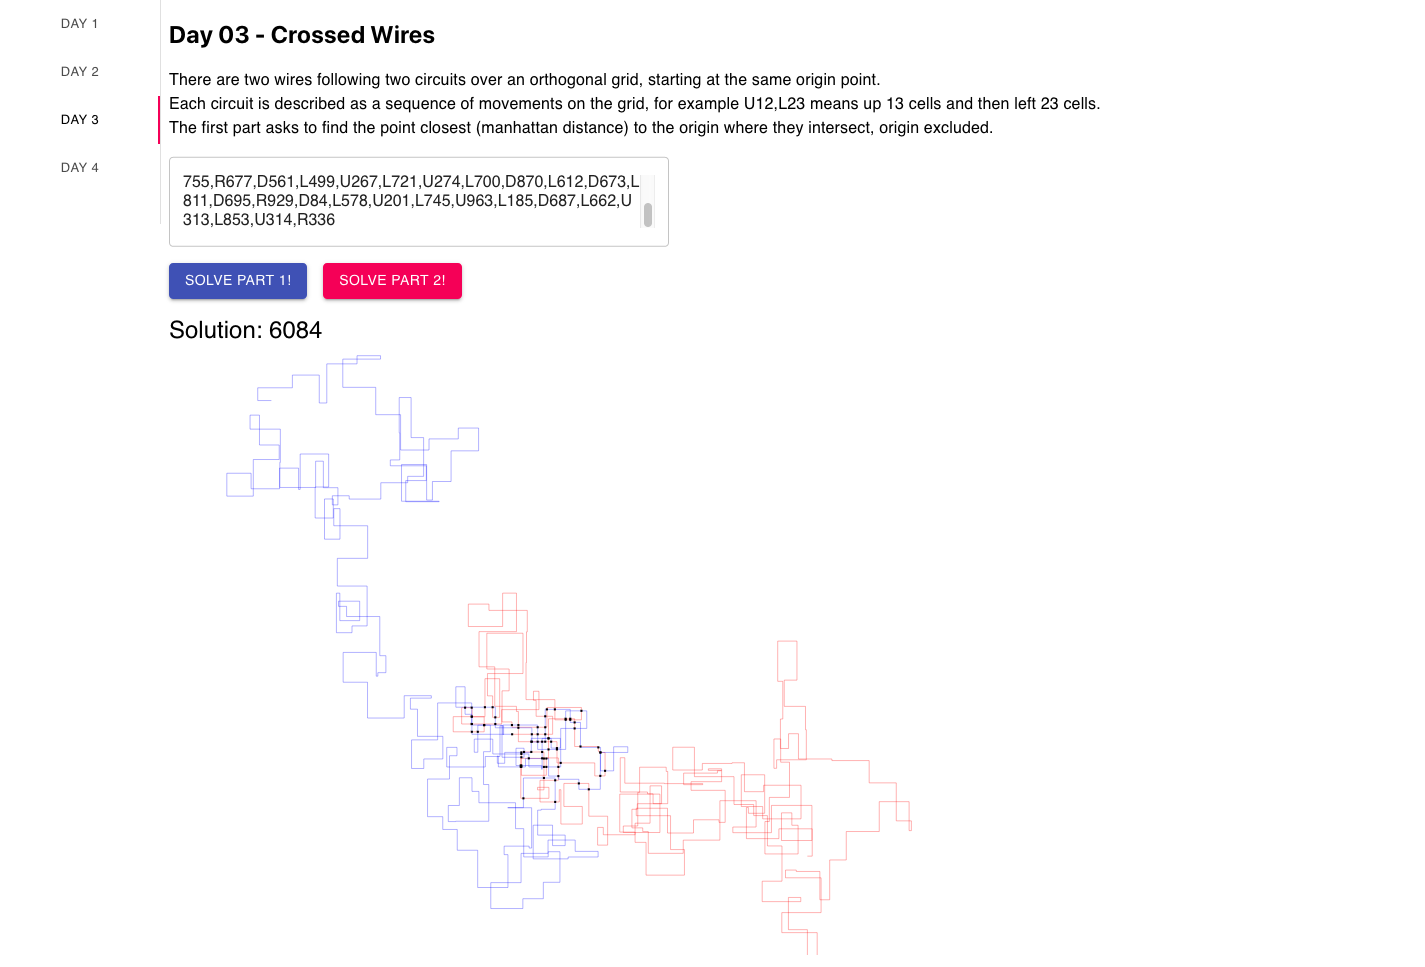 DAY 1
DAY 2
DAY 3
DAY 4
Day 03 - Crossed Wires
There are two wires following two circuits over an orthogonal grid, starting at the same origin point.
Each circuit is described as a sequence of movements on the grid, for example U12,L23 means up 13 cells and then left 23 cells.
The first part asks to find the point closest (manhattan distance) to the origin where they intersect, origin excluded.
755,R677,D561,L499,U267,L721,U274,L700,D870,L612,D673,L
811,D695,R929,D84,L578,U201,L745,U963,L185,D687,L662,U
313,L853,U314,R336
SOLVE PART 1!
SOLVE PART 2!
Solution: 6084